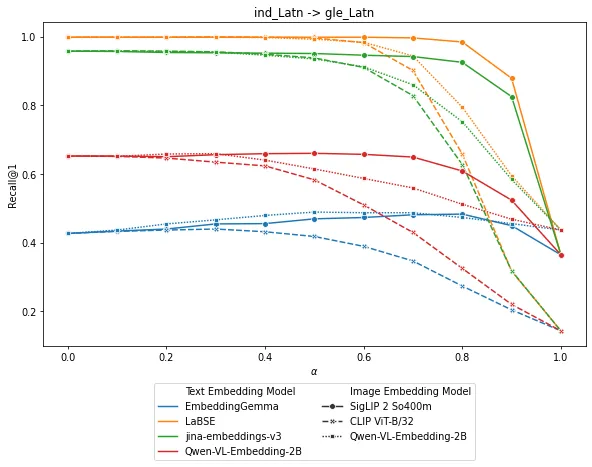 ind_Latn -> gle_Latn
Recall@1
1.0
0.8
0.6
0.4
0.2
0.0 0.2 0.4 0.6 0.8 1.0
α
Text Embedding Model
EmbeddingGemma
LaBSE
jina-embeddings-v3
Qwen-VL-Embedding-2B
Image Embedding Model
SigLIP 2 So400m
CLIP ViT-B/32
Qwen-VL-Embedding-2B